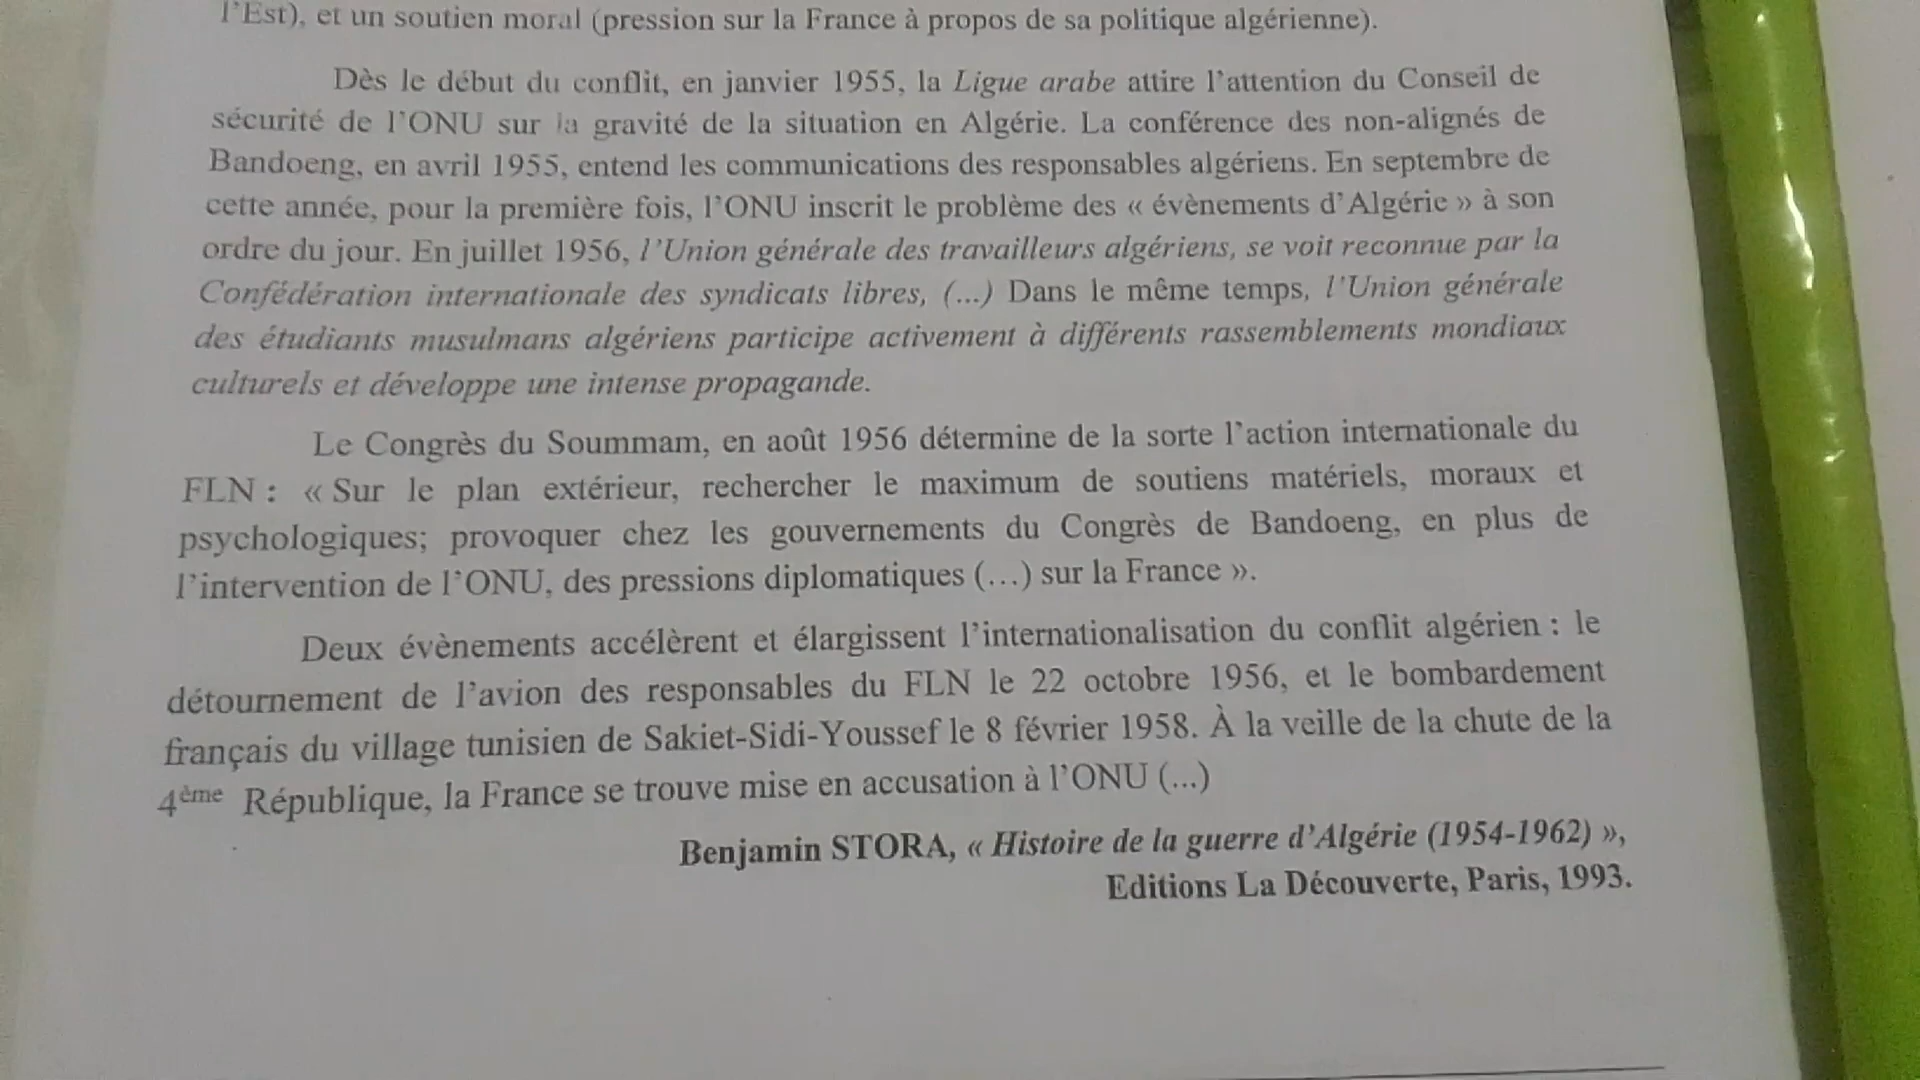 l'Est), et un soutien moral (pression sur la France à propos de sa politique algérienne).
Dès le début du conflit, en janvier 1955, la Ligue arabe attire l'attention du Conseil de
sécurité de l'ONU sur la gravité de la situation en Algérie. La conférence des non-alignés de
Bandoeng, en avril 1955, entend les communications des responsables algériens. En septembre de
cette année, pour la première fois, l'ONU inscrit le problème des « évènements d'Algérie » à son
ordre du jour. En juillet 1956, l'Union générale des travailleurs algériens, se voit reconnue par la
Confédération internationale des syndicats libres, (...) Dans le même temps, l'Union générale
des étudiants musulmans algériens participe activement à différents rassemblements mondiaux
culturels et développe une intense propagande.
Le Congrès du Soummam, en août 1956 détermine de la sorte l'action internationale du
FLN : « Sur le plan extérieur, rechercher le maximum de soutiens matériels, moraux et
psychologiques; provoquer chez les gouvernements du Congrès de Bandoeng, en plus de
l'intervention de l'ONU, des pressions diplomatiques (...) sur la France ».
Deux évènements accélèrent et élargissent l'internationalisation du conflit algérien : le
détournement de l'avion des responsables du FLN le 22 octobre 1956, et le bombardement
français du village tunisien de Sakiet-Sidi-Youssef le 8 février 1958. À la veille de la chute de la
4ème République, la France se trouve mise en accusation à l'ONU (...)
Benjamin STORA, « Histoire de la guerre d'Algérie (1954-1962) »,
Editions La Découverte, Paris, 1993.